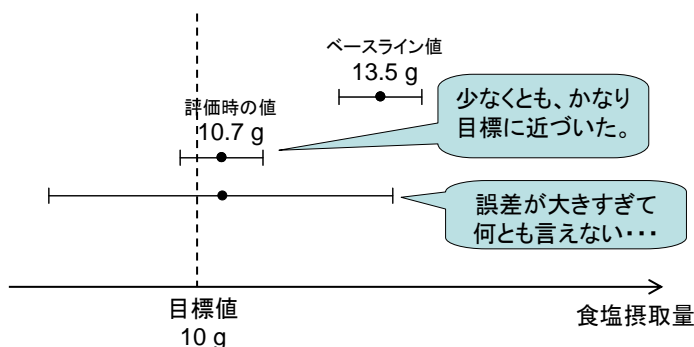 ベースライン値
13.5 g
少なくとも、かなり
目標に近づいた。
評価時の値
10.7 g
誤差が大きすぎて
何とも言えない・・・
目標値
10 g
食塩摂取量